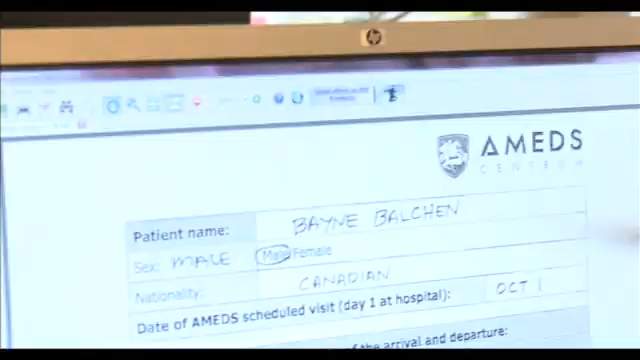 hp
AMEDS
CENTRUM
Patient name: BAYNE BALCHEN
Sex: MALE Male/Female
Nationality: CANADIAN
Date of AMEDS scheduled visit (day 1 at hospital): OCT 1
of the arrival and departure: